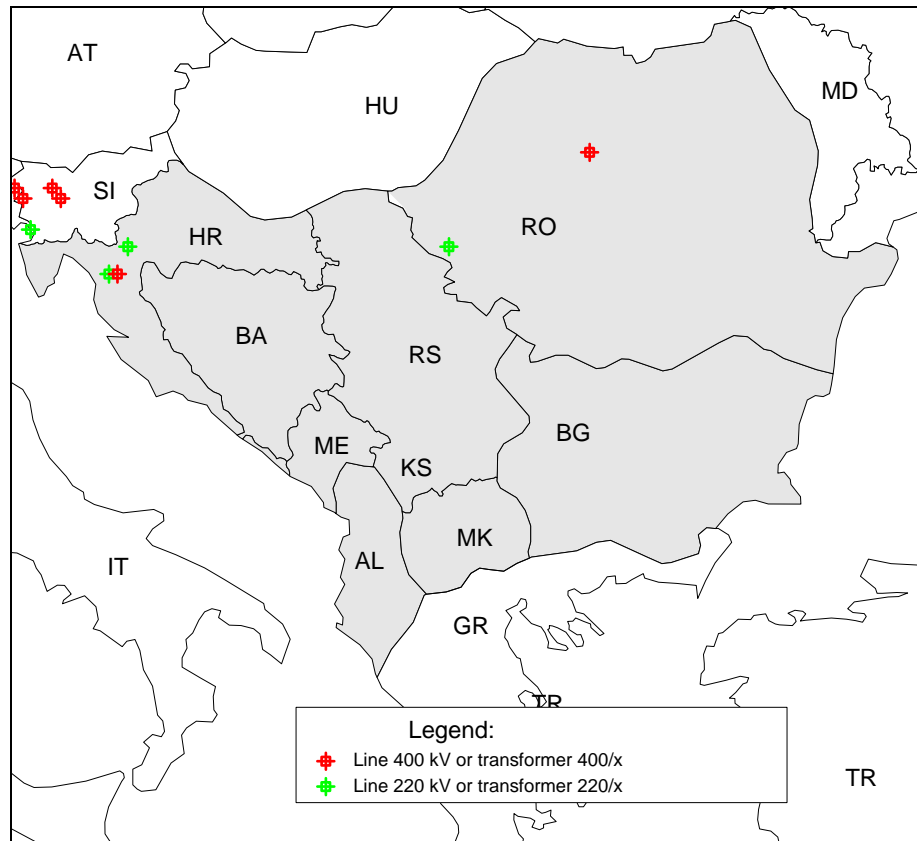 AT
HU
MD
SI
HR
RO
BA
RS
ME
BG
KS
MK
AL
IT
GR
TR
Legend:
Line 400 kV or transformer 400/x
Line 220 kV or transformer 220/x
TR